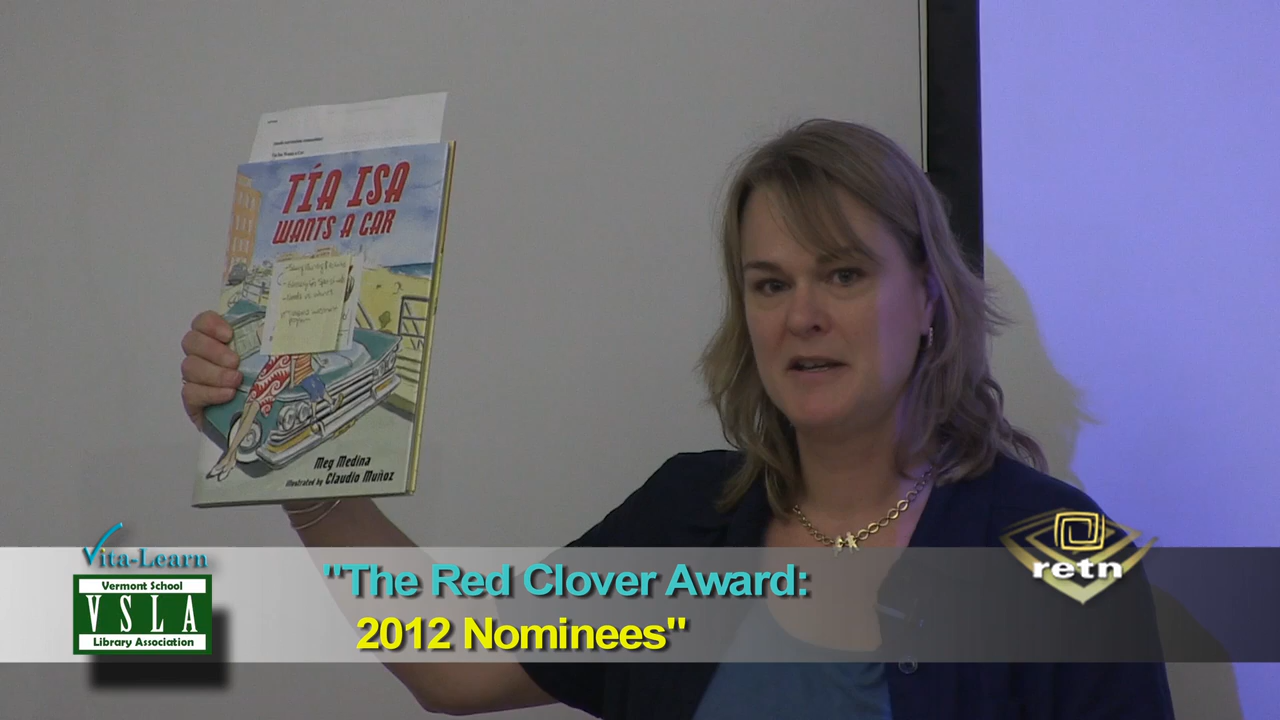 TÍA ISA
WANTS A CAR
Meg Medina
illustrated by Claudio Muñoz
Vita-Learn
Vermont School
VSLA
Library Association
"The Red Clover Award:
2012 Nominees"
retn